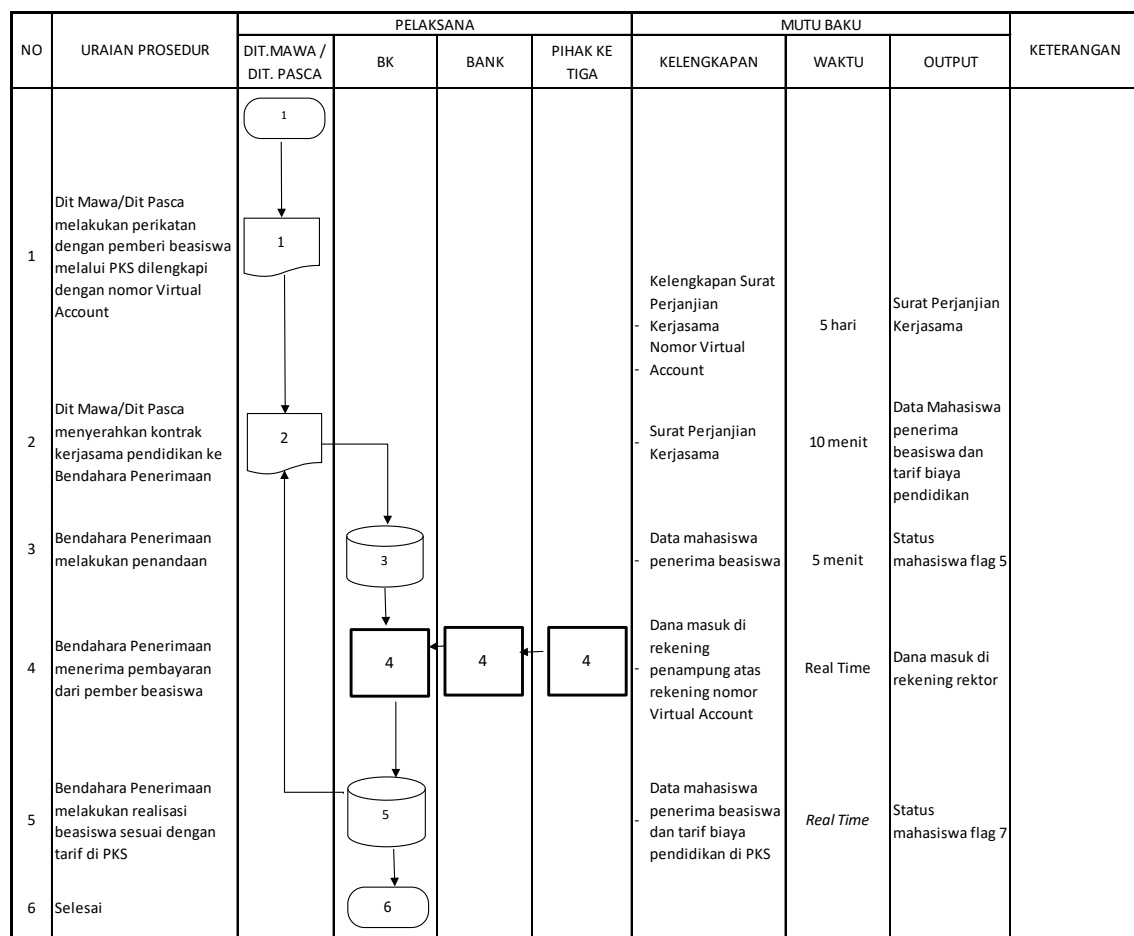 NO
URAIAN PROSEDUR
PELAKSANA
MUTU BAKU
KETERANGAN
DIT.MAWA /
DIT. PASCA
BK
BANK
PIHAK KE
TIGA
KELENGKAPAN
WAKTU
OUTPUT
1
1
Dit Mawa/Dit Pasca
melakukan perikatan
dengan pemberi beasiswa
melalui PKS dilengkapi
dengan nomor Virtual
Account
1
Kelengkapan Surat
Perjanjian
- Kerjasama
Nomor Virtual
- Account
5 hari
Surat Perjanjian
Kerjasama
2
Dit Mawa/Dit Pasca
menyerahkan kontrak
kerjasama pendidikan ke
Bendahara Penerimaan
2
Surat Perjanjian
- Kerjasama
10 menit
Data Mahasiswa
penerima
beasiswa dan
tarif biaya
pendidikan
3
Bendahara Penerimaan
melakukan penandaan
3
Data mahasiswa
- penerima beasiswa
5 menit
Status
mahasiswa flag 5
4
Bendahara Penerimaan
menerima pembayaran
dari pember beasiswa
4
4
4
Dana masuk di
rekening
- penampung atas
rekening nomor
Virtual Account
Real Time
Dana masuk di
rekening rektor
5
Bendahara Penerimaan
melakukan realisasi
beasiswa sesuai dengan
tarif di PKS
5
Data mahasiswa
penerima beasiswa
- dan tarif biaya
pendidikan di PKS
Real Time
Status
mahasiswa flag 7
6
Selesai
6